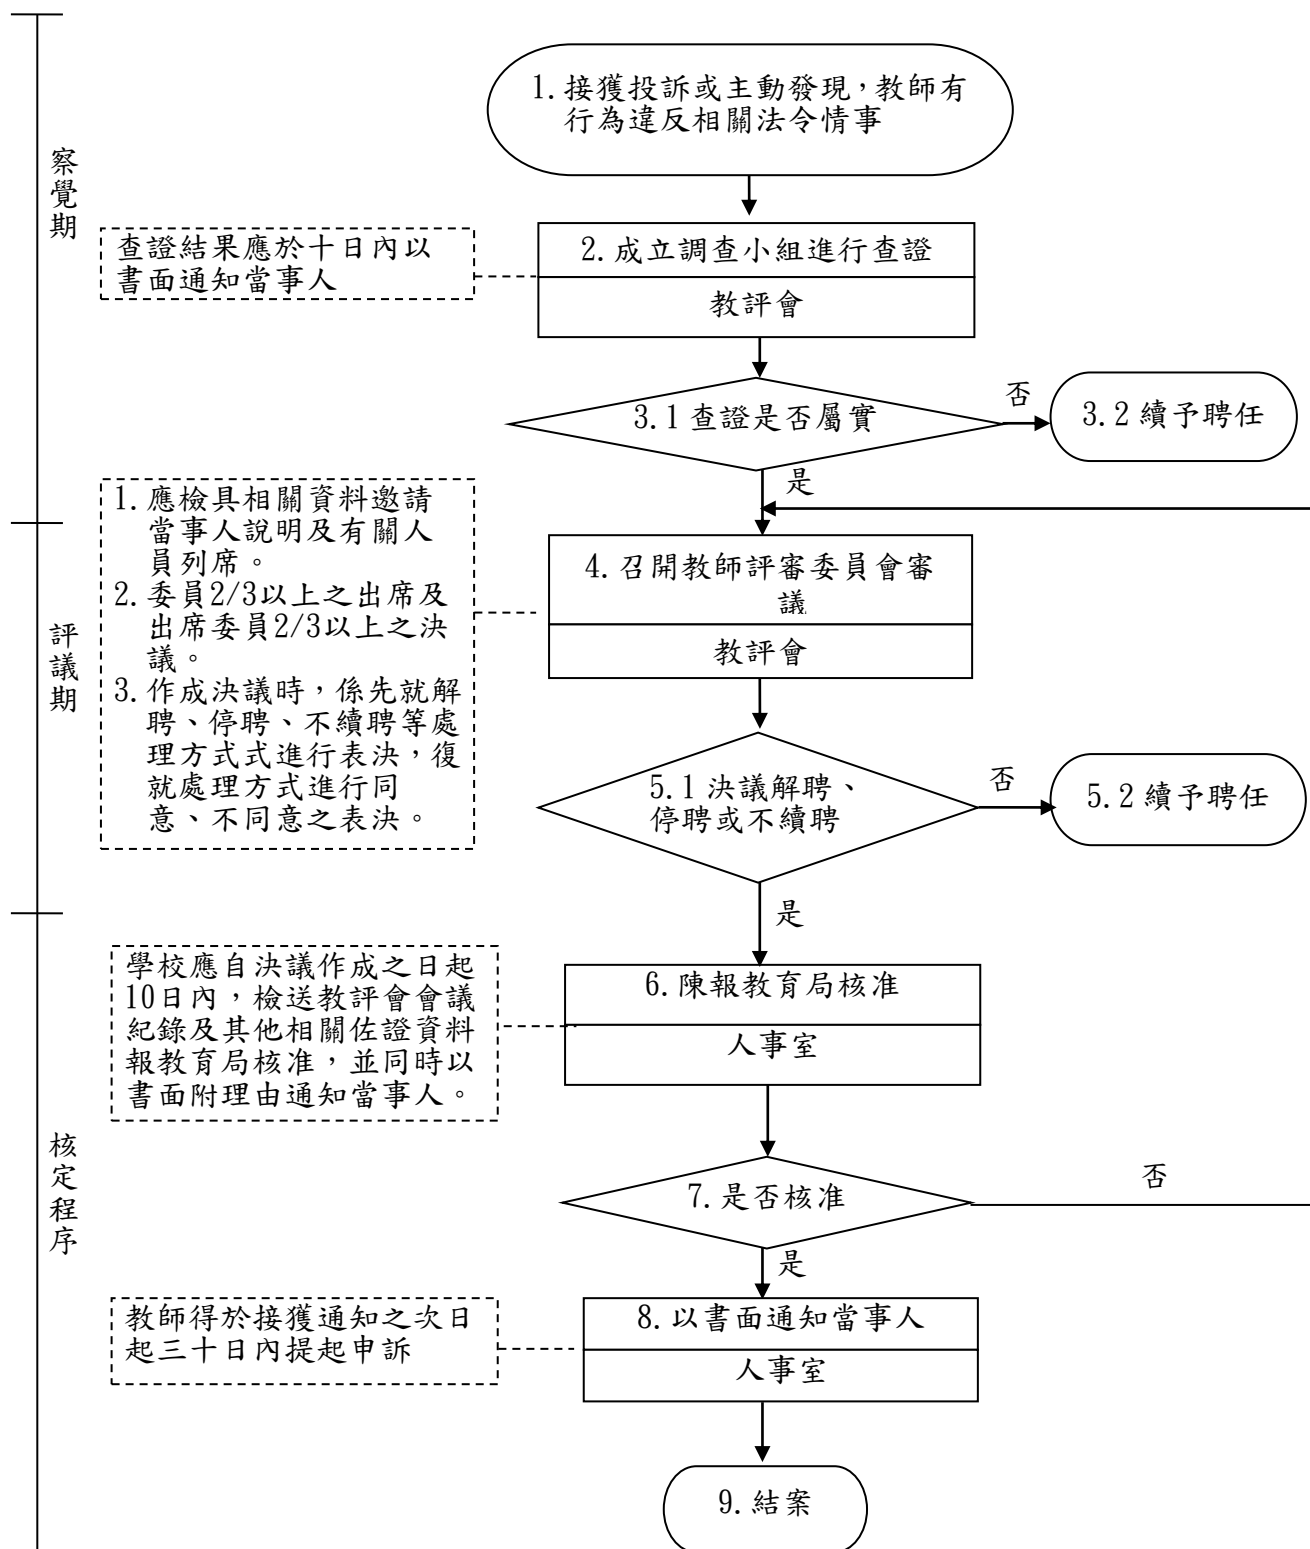 1.接獲投訴或主動發現，教師有
行為違反相關法令情事
察覺期
查證結果應於十日內以
書面通知當事人
2.成立調查小組進行查證
教評會
3.1 查證是否屬實
否
3.2 續予聘任
是
1.應檢具相關資料邀請
當事人說明及有關人
員列席。
2.委員2/3以上之出席及
出席委員2/3以上之決
議。
3.作成決議時，係先就解
聘、停聘、不續聘等處
理方式式進行表決，復
就處理方式進行同
意、不同意之表決。
評議期
4.召開教師評審委員會審
議
教評會
5.1 決議解聘、
停聘或不續聘
否
5.2 續予聘任
是
學校應自決議作成之日起
10日內，檢送教評會會議
紀錄及其他相關佐證資料
報教育局核准，並同時以
書面附理由通知當事人。
6.陳報教育局核准
人事室
核定程序
7.是否核准
否
是
教師得於接獲通知之次日
起三十日內提起申訴
8.以書面通知當事人
人事室
9.結案